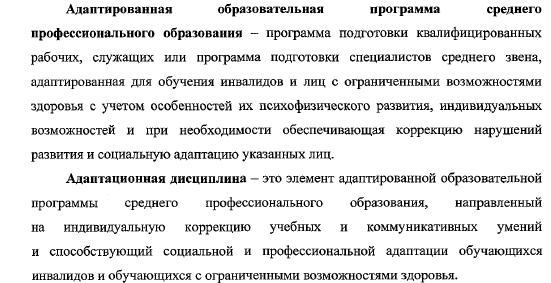 Адаптированная образовательная программа среднего
профессионального образования – программа подготовки квалифицированных
рабочих, служащих или программа подготовки специалистов среднего звена,
адаптированная для обучения инвалидов и лиц с ограниченными возможностями
здоровья с учетом особенностей их психофизического развития, индивидуальных
возможностей и при необходимости обеспечивающая коррекцию нарушений
развития и социальную адаптацию указанных лиц.
Адаптационная дисциплина – это элемент адаптированной образовательной
программы среднего профессионального образования, направленный
на индивидуальную коррекцию учебных и коммуникативных умений
и способствующий социальной и профессиональной адаптации обучающихся
инвалидов и обучающихся с ограниченными возможностями здоровья.